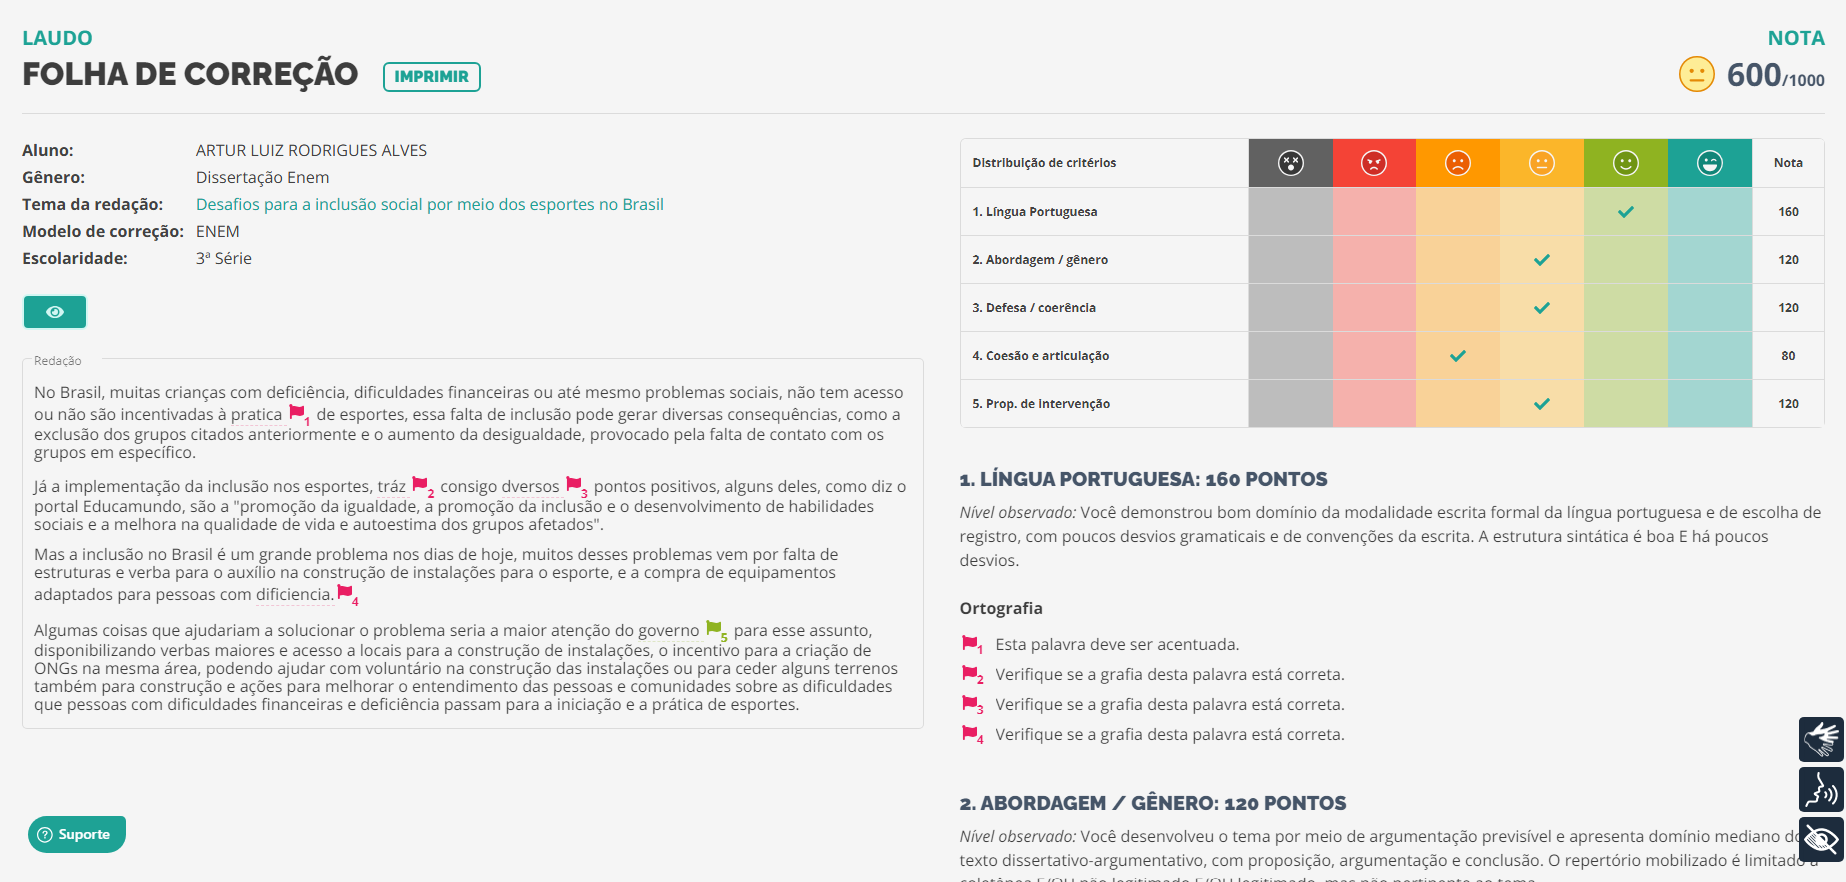 LAUDO
FOLHA DE CORREÇÃO
IMPRIMIR
NOTA
600/1000
Aluno: ARTUR LUIZ RODRIGUES ALVES
Gênero: Dissertação Enem
Tema da redação: Desafios para a inclusão social por meio dos esportes no Brasil
Modelo de correção: ENEM
Escolaridade: 3ª Série
Redação
No Brasil, muitas crianças com deficiência, dificuldades financeiras ou até mesmo problemas sociais, não tem acesso
ou não são incentivadas à pratica 1 de esportes, essa falta de inclusão pode gerar diversas consequências, como a
exclusão dos grupos citados anteriormente e o aumento da desigualdade, provocado pela falta de contato com os
grupos em específico.
Já a implementação da inclusão nos esportes, tráz 2 consigo dversos 3 pontos positivos, alguns deles, como diz o
portal Educamundo, são a "promoção da igualdade, a promoção da inclusão e o desenvolvimento de habilidades
sociais e a melhora na qualidade de vida e autoestima dos grupos afetados".
Mas a inclusão no Brasil é um grande problema nos dias de hoje, muitos desses problemas vem por falta de
estruturas e verba para o auxílio na construção de instalações para o esporte, e a compra de equipamentos
adaptados para pessoas com dificiencia. 4
Algumas coisas que ajudariam a solucionar o problema seria a maior atenção do governo 5 para esse assunto,
disponibilizando verbas maiores e acesso a locais para a construção de instalações, o incentivo para a criação de
ONGs na mesma área, podendo ajudar com voluntário na construção das instalações ou para ceder alguns terrenos
também para construção e ações para melhorar o entendimento das pessoas e comunidades sobre as dificuldades
que pessoas com dificuldades financeiras e deficiência passam para a iniciação e a prática de esportes.
Suporte
Distribuição de critérios Nota
1. Língua Portuguesa 160
2. Abordagem / gênero 120
3. Defesa / coerência 120
4. Coesão e articulação 80
5. Prop. de intervenção 120
1. LÍNGUA PORTUGUESA: 160 PONTOS
Nível observado: Você demonstrou bom domínio da modalidade escrita formal da língua portuguesa e de escolha de
registro, com poucos desvios gramaticais e de convenções da escrita. A estrutura sintática é boa E há poucos
desvios.
Ortografia
1 Esta palavra deve ser acentuada.
2 Verifique se a grafia desta palavra está correta.
3 Verifique se a grafia desta palavra está correta.
4 Verifique se a grafia desta palavra está correta.
2. ABORDAGEM / GÊNERO: 120 PONTOS
Nível observado: Você desenvolveu o tema por meio de argumentação previsível e apresenta domínio mediano do
texto dissertativo-argumentativo, com proposição, argumentação e conclusão. O repertório mobilizado é limitado à